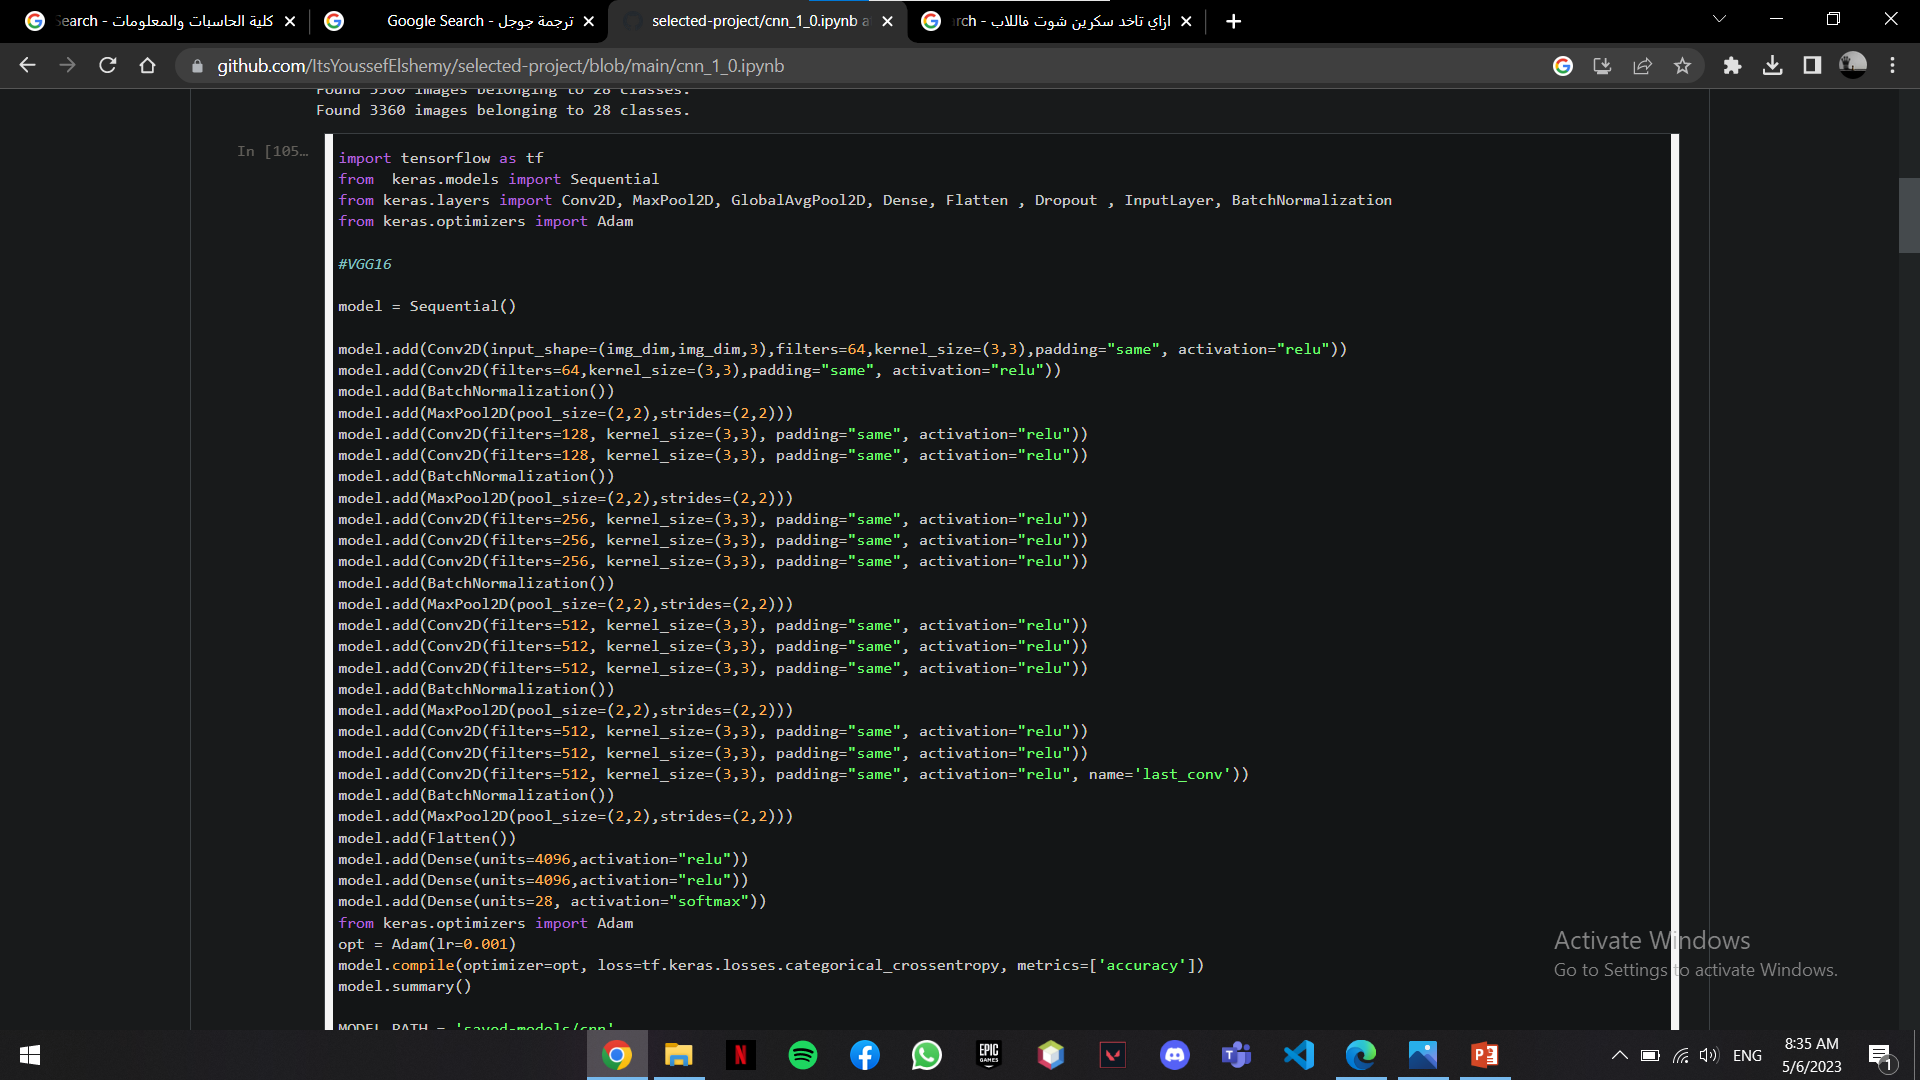 كلية الحاسبات والمعلومات - Search
ترجمة جوجل - Google Search
selected-project/cnn_1_0.ipynb a
ازاي تاخد سكرين شوت فاللاب - rch
github.com/ItsYoussefElshemy/selected-project/blob/main/cnn_1_0.ipynb
Found 3360 images belonging to 28 classes.
Found 3360 images belonging to 28 classes.
In [105…
import tensorflow as tf
from  keras.models import Sequential
from keras.layers import Conv2D, MaxPool2D, GlobalAvgPool2D, Dense, Flatten , Dropout , InputLayer, BatchNormalization
from keras.optimizers import Adam
#VGG16
model = Sequential()
model.add(Conv2D(input_shape=(img_dim,img_dim,3),filters=64,kernel_size=(3,3),padding="same", activation="relu"))
model.add(Conv2D(filters=64,kernel_size=(3,3),padding="same", activation="relu"))
model.add(BatchNormalization())
model.add(MaxPool2D(pool_size=(2,2),strides=(2,2)))
model.add(Conv2D(filters=128, kernel_size=(3,3), padding="same", activation="relu"))
model.add(Conv2D(filters=128, kernel_size=(3,3), padding="same", activation="relu"))
model.add(BatchNormalization())
model.add(MaxPool2D(pool_size=(2,2),strides=(2,2)))
model.add(Conv2D(filters=256, kernel_size=(3,3), padding="same", activation="relu"))
model.add(Conv2D(filters=256, kernel_size=(3,3), padding="same", activation="relu"))
model.add(Conv2D(filters=256, kernel_size=(3,3), padding="same", activation="relu"))
model.add(BatchNormalization())
model.add(MaxPool2D(pool_size=(2,2),strides=(2,2)))
model.add(Conv2D(filters=512, kernel_size=(3,3), padding="same", activation="relu"))
model.add(Conv2D(filters=512, kernel_size=(3,3), padding="same", activation="relu"))
model.add(Conv2D(filters=512, kernel_size=(3,3), padding="same", activation="relu"))
model.add(BatchNormalization())
model.add(MaxPool2D(pool_size=(2,2),strides=(2,2)))
model.add(Conv2D(filters=512, kernel_size=(3,3), padding="same", activation="relu"))
model.add(Conv2D(filters=512, kernel_size=(3,3), padding="same", activation="relu"))
model.add(Conv2D(filters=512, kernel_size=(3,3), padding="same", activation="relu", name='last_conv'))
model.add(BatchNormalization())
model.add(MaxPool2D(pool_size=(2,2),strides=(2,2)))
model.add(Flatten())
model.add(Dense(units=4096,activation="relu"))
model.add(Dense(units=4096,activation="relu"))
model.add(Dense(units=28, activation="softmax"))
from keras.optimizers import Adam
opt = Adam(lr=0.001)
model.compile(optimizer=opt, loss=tf.keras.losses.categorical_crossentropy, metrics=['accuracy'])
model.summary()
MODEL_PATH = 'saved-models/cnn'
Activate Windows
Go to Settings to activate Windows.
N
EPIC
GAMES
T
P
ENG
8:35 AM
5/6/2023
1